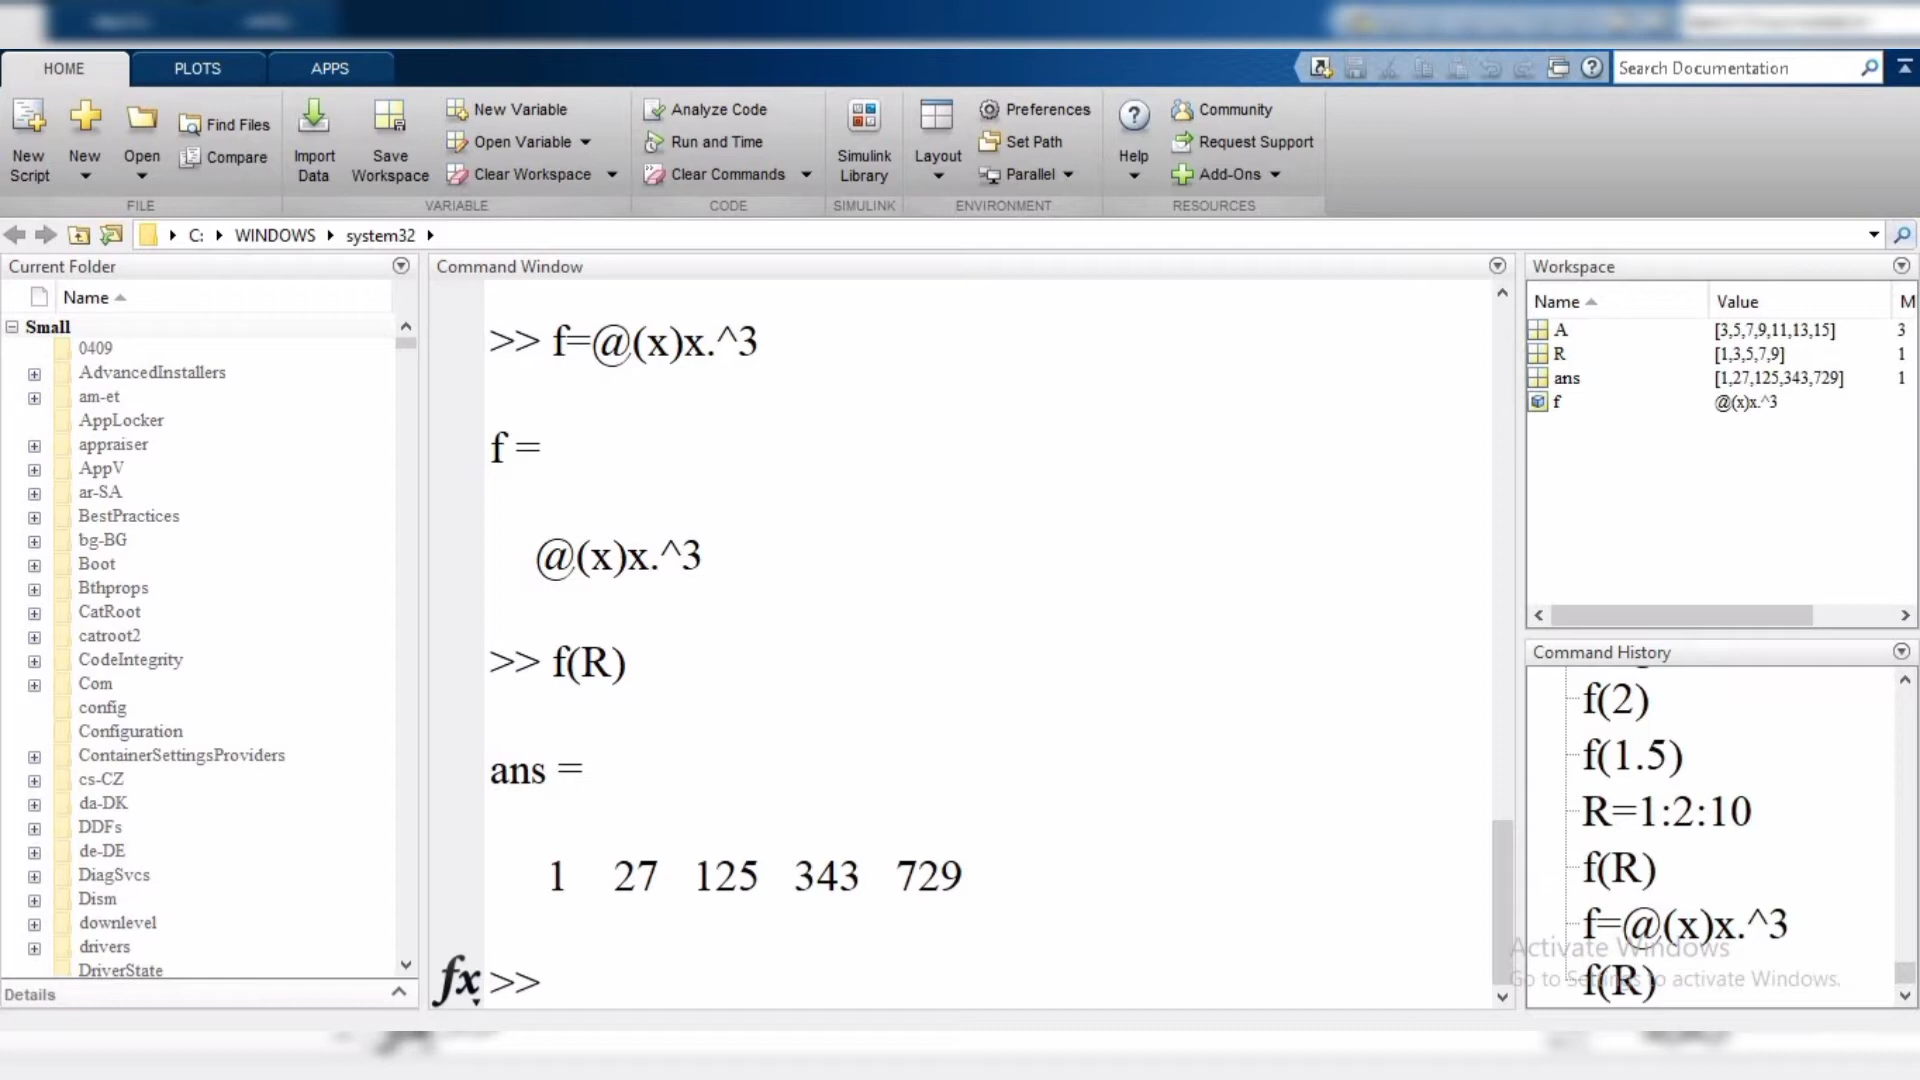 HOME PLOTS APPS Search Documentation
New Script
New
Open
Find Files
Compare
FILE
Import Data
Save Workspace
New Variable
Open Variable
Clear Workspace
VARIABLE
Analyze Code
Run and Time
Clear Commands
CODE
Simulink Library
SIMULINK
Layout
Preferences
Set Path
Parallel
ENVIRONMENT
Help
Community
Request Support
Add-Ons
RESOURCES
C: WINDOWS system32
Current Folder
Name
Small
0409
AdvancedInstallers
am-et
AppLocker
appraiser
AppV
ar-SA
BestPractices
bg-BG
Boot
Bthprops
CatRoot
catroot2
CodeIntegrity
Com
config
Configuration
ContainerSettingsProviders
cs-CZ
da-DK
DDFs
de-DE
DiagSvcs
Dism
downlevel
drivers
DriverState
Details
Command Window
>> f=@(x)x.^3
f =
@(x)x.^3
>> f(R)
ans =
1 27 125 343 729
fx >>
Workspace
Name Value M
A [3,5,7,9,11,13,15] 3
R [1,3,5,7,9] 1
ans [1,27,125,343,729] 1
f @(x)x.^3
Command History
f(2)
f(1.5)
R=1:2:10
f(R)
f=@(x)x.^3
f(R)
Activate Windows
Go to Settings to activate Windows.